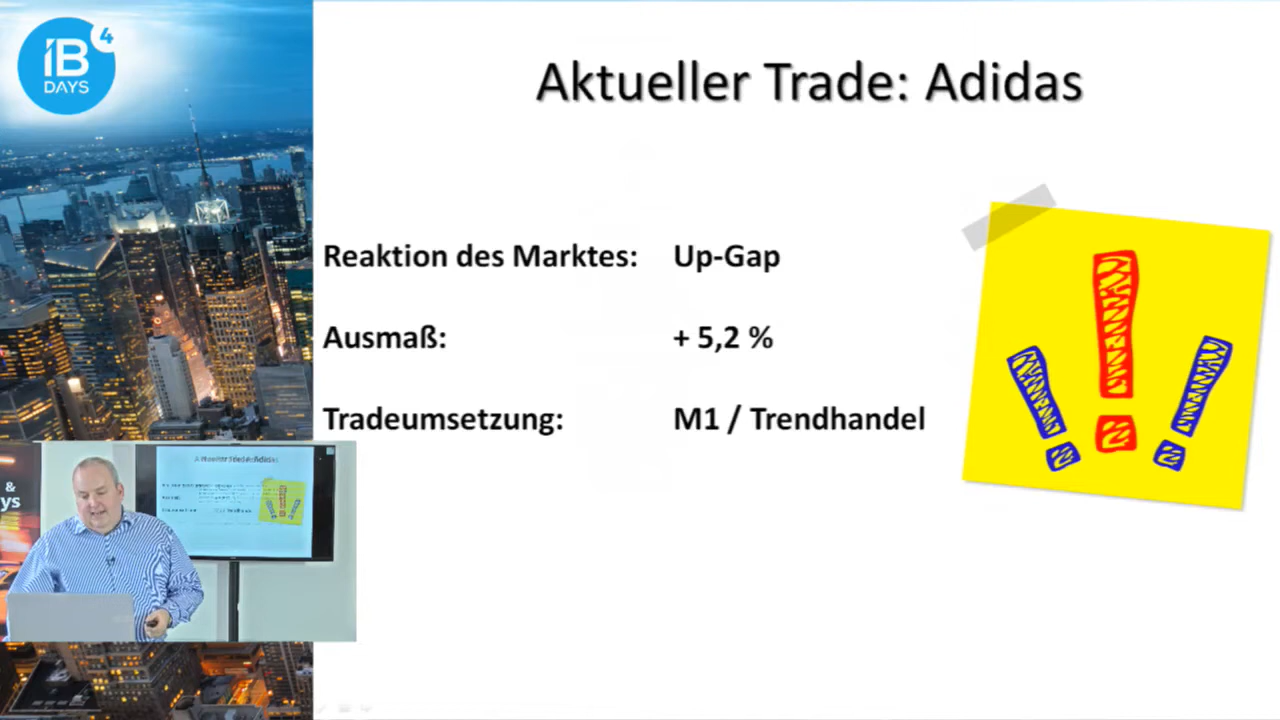 4
iB
DAYS
Aktueller Trade: Adidas
Reaktion des Marktes: Up-Gap
Ausmaß: + 5,2 %
Tradeumsetzung: M1 / Trendhandel
&
ys